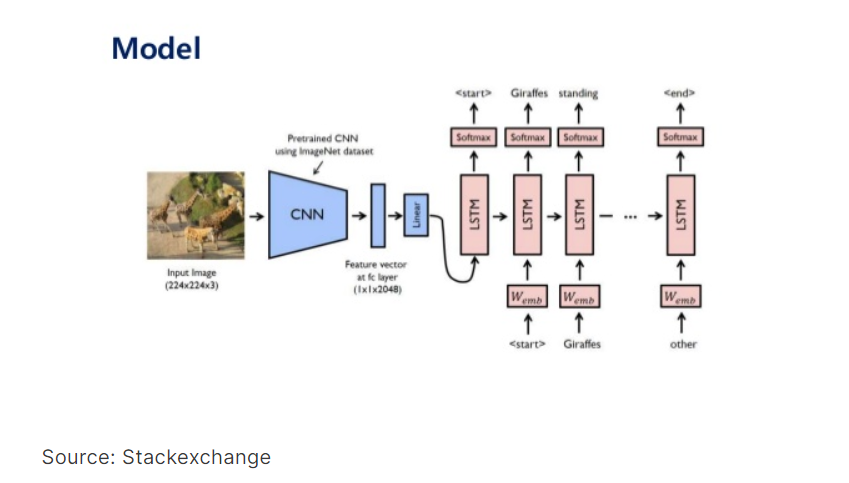 Model
<start> Giraffes standing <end>
Softmax Softmax Softmax Softmax
Pretrained CNN
using ImageNet dataset
CNN
Linear
LSTM LSTM LSTM ... LSTM
Input Image
(224x224x3)
Feature vector
at fc layer
(1x1x2048)
Wemb Wemb Wemb
<start> Giraffes other
Source: Stackexchange